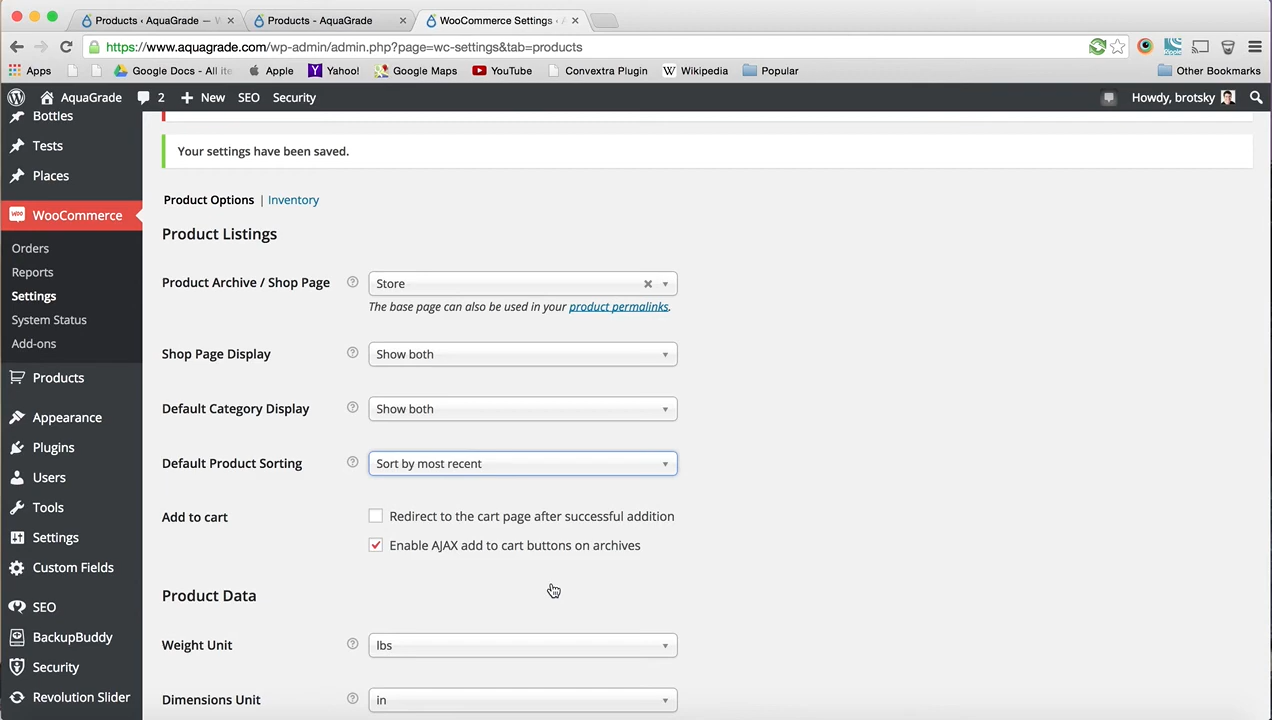 Products ‹ AquaGrade — W
Products - AquaGrade
WooCommerce Settings ‹
https://www.aquagrade.com/wp-admin/admin.php?page=wc-settings&tab=products
Apps
Google Docs - All ite
Apple
Yahoo!
Google Maps
YouTube
Convextra Plugin
Wikipedia
Popular
Other Bookmarks
AquaGrade
2
New
SEO
Security
Howdy, brotsky
Bottles
Tests
Places
WooCommerce
Orders
Reports
Settings
System Status
Add-ons
Products
Appearance
Plugins
Users
Tools
Settings
Custom Fields
SEO
BackupBuddy
Security
Revolution Slider
Your settings have been saved.
Product Options | Inventory
Product Listings
Product Archive / Shop Page
Store
The base page can also be used in your product permalinks.
Shop Page Display
Show both
Default Category Display
Show both
Default Product Sorting
Sort by most recent
Add to cart
Redirect to the cart page after successful addition
Enable AJAX add to cart buttons on archives
Product Data
Weight Unit
lbs
Dimensions Unit
in